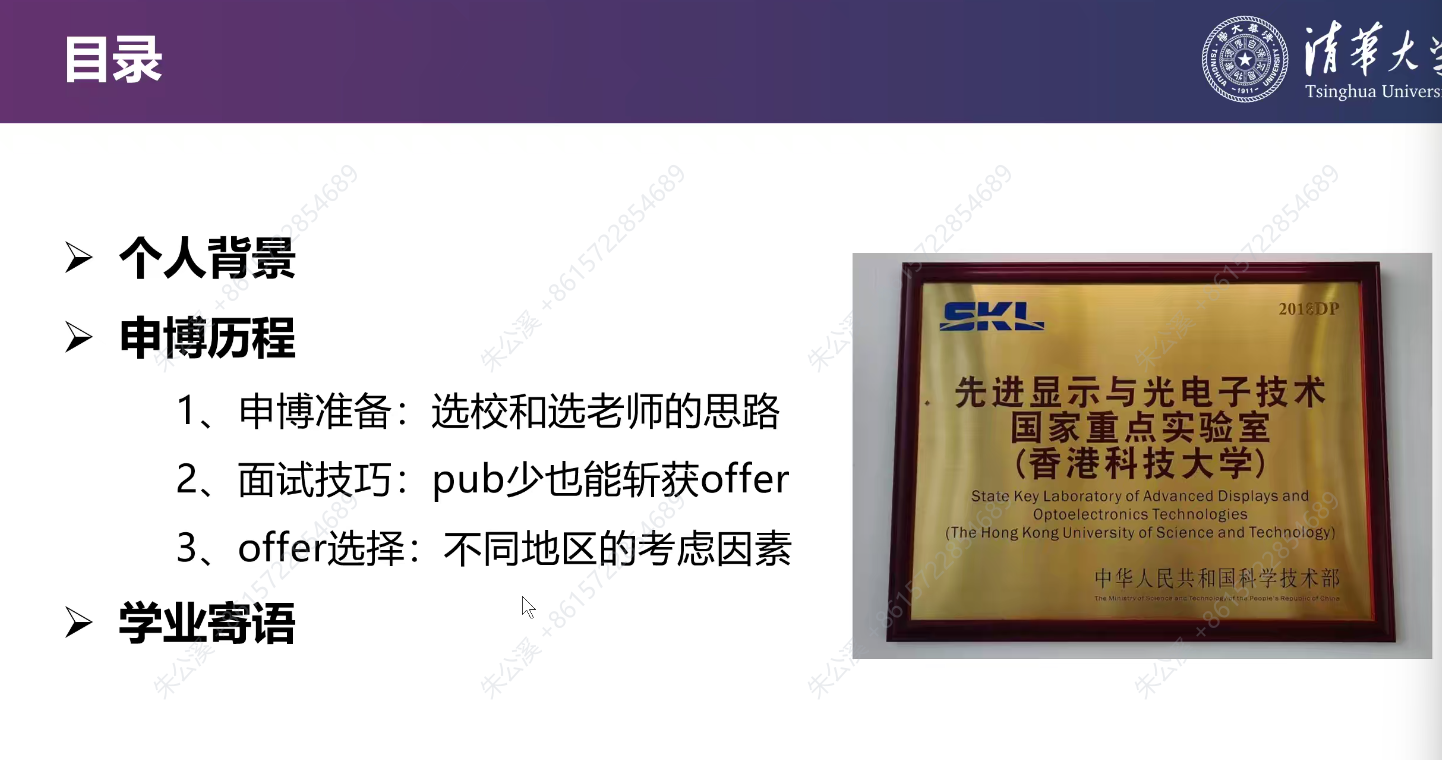 目录
清華大学
Tsinghua Univers
➢ 个人背景
➢ 申博历程
1、申博准备：选校和选老师的思路
2、面试技巧：pub少也能斩获offer
3、offer选择：不同地区的考虑因素
➢ 学业寄语
SKL
2018DP
先进显示与光电子技术
国家重点实验室
(香港科技大学)
State Key Laboratory of Advanced Displays and
Optoelectronics Technologies
(The Hong Kong University of Science and Technology)
中华人民共和国科学技术部
The Ministry of Science and Technology of the People's Republic of China
朱公溪 +8615722854689